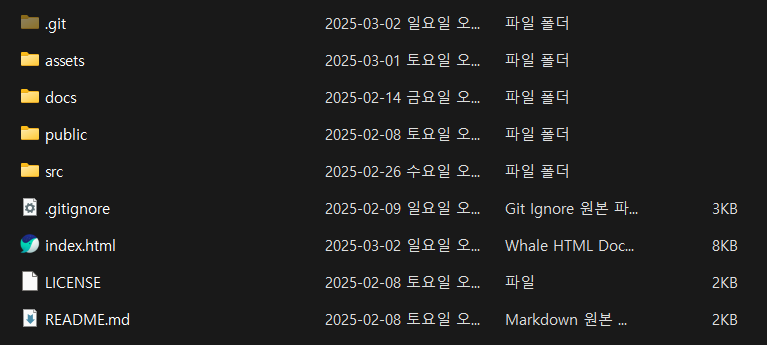 .git 2025-03-02 일요일 오... 파일 폴더
assets 2025-03-01 토요일 오... 파일 폴더
docs 2025-02-14 금요일 오... 파일 폴더
public 2025-02-08 토요일 오... 파일 폴더
src 2025-02-26 수요일 오... 파일 폴더
.gitignore 2025-02-09 일요일 오... Git Ignore 원본 파... 3KB
index.html 2025-03-02 일요일 오... Whale HTML Doc... 8KB
LICENSE 2025-02-08 토요일 오... 파일 2KB
README.md 2025-02-08 토요일 오... Markdown 원본 ... 2KB